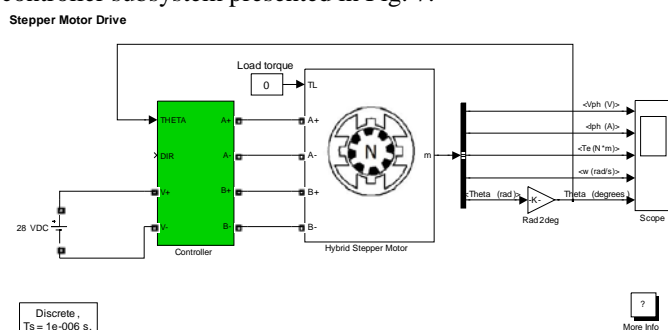 controller subsystem presented in Fig. 7.
Stepper Motor Drive
Load torque
0
TL
THETA
A+
A+
<Vph (V)>
<Iph (A)>
DIR
A-
A-
N
m
<Te (N*m)>
<w (rad/s)>
V+
B+
B+
<Theta (rad)>
-K-
Theta (degrees)
28 VDC
+
V-
B-
B-
Rad2deg
Scope
Controller
Hybrid Stepper Motor
Discrete,
Ts = 1e-006 s.
?
More Info